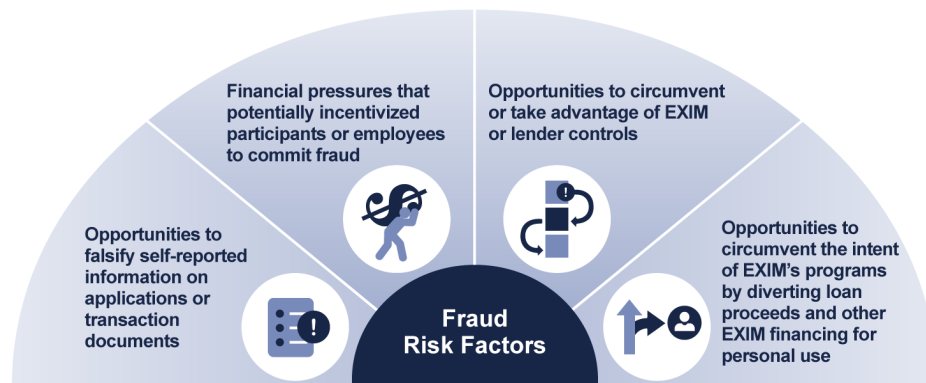 Financial pressures that
potentially incentivized
participants or employees
to commit fraud
Opportunities to circumvent
or take advantage of EXIM
or lender controls
Opportunities to
falsify self-reported
information on
applications or
transaction
documents
Opportunities to
circumvent the intent
of EXIM's programs
by diverting loan
proceeds and other
EXIM financing for
personal use
Fraud
Risk Factors